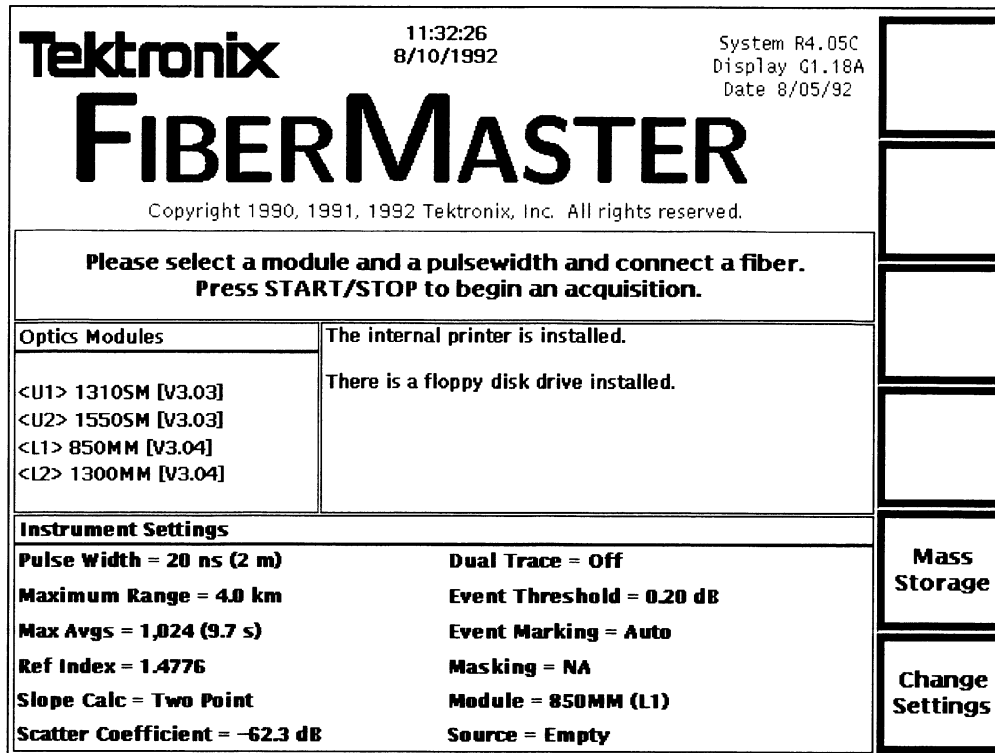 Tektronix
11:32:26
8/10/1992
System R4.05C
Display G1.18A
Date 8/05/92
FIBERMASTER
Copyright 1990, 1991, 1992 Tektronix, Inc. All rights reserved.
Please select a module and a pulsewidth and connect a fiber.
Press START/STOP to begin an acquisition.
Optics Modules
<U1> 1310SM [V3.03]
<U2> 1550SM [V3.03]
<L1> 850MM [V3.04]
<L2> 1300MM [V3.04]
The internal printer is installed.
There is a floppy disk drive installed.
Instrument Settings
Pulse Width = 20 ns (2 m)
Maximum Range = 4.0 km
Max Avgs = 1,024 (9.7 s)
Ref Index = 1.4776
Slope Calc = Two Point
Scatter Coefficient = -62.3 dB
Dual Trace = Off
Event Threshold = 0.20 dB
Event Marking = Auto
Masking = NA
Module = 850MM (L1)
Source = Empty
Mass
Storage
Change
Settings